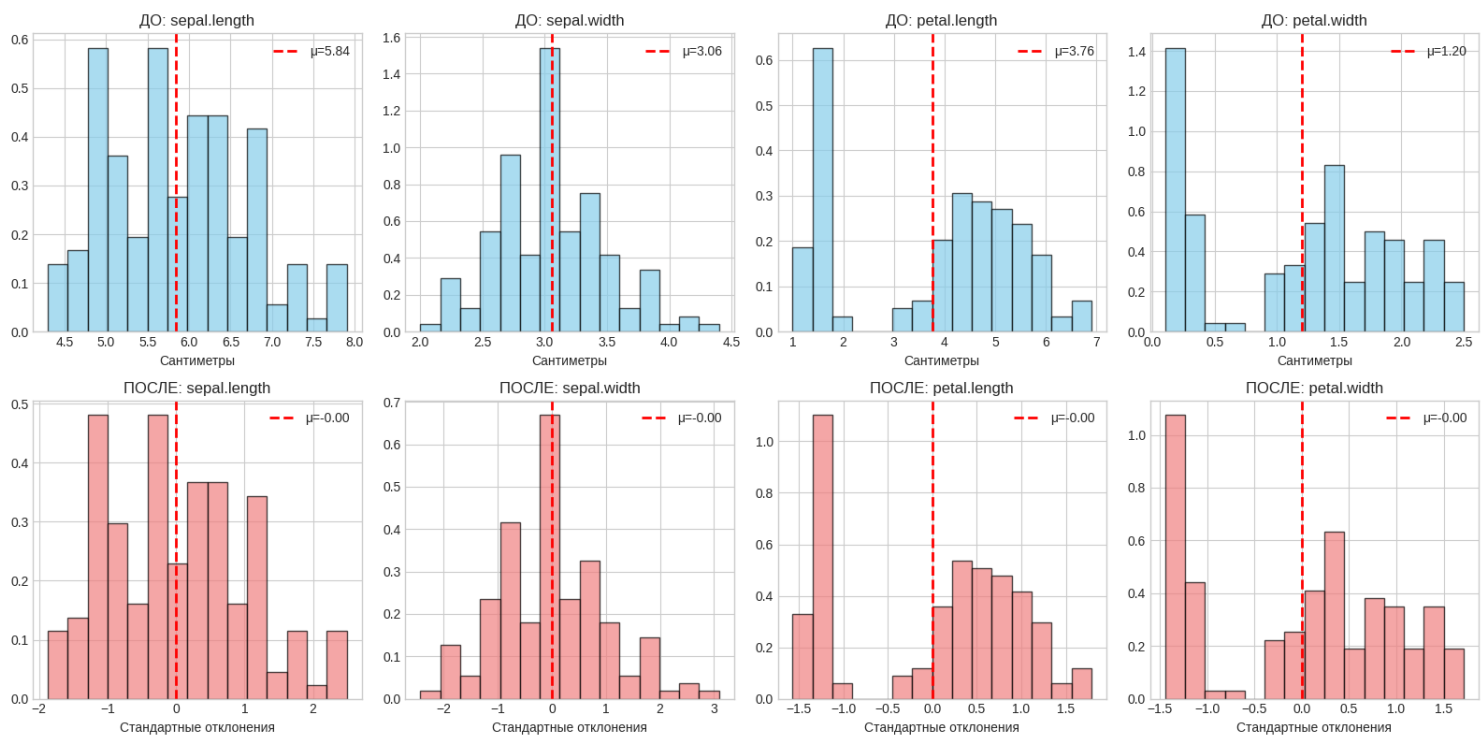 ДО: sepal.length
μ=5.84
0.6
0.5
0.4
0.3
0.2
0.1
0.0
4.5 5.0 5.5 6.0 6.5 7.0 7.5 8.0
Сантиметры
ДО: sepal.width
μ=3.06
1.6
1.4
1.2
1.0
0.8
0.6
0.4
0.2
0.0
2.0 2.5 3.0 3.5 4.0 4.5
Сантиметры
ДО: petal.length
μ=3.76
0.6
0.5
0.4
0.3
0.2
0.1
0.0
1 2 3 4 5 6 7
Сантиметры
ДО: petal.width
μ=1.20
1.4
1.2
1.0
0.8
0.6
0.4
0.2
0.0
0.0 0.5 1.0 1.5 2.0 2.5
Сантиметры
ПОСЛЕ: sepal.length
μ=-0.00
0.5
0.4
0.3
0.2
0.1
0.0
−2 −1 0 1 2
Стандартные отклонения
ПОСЛЕ: sepal.width
μ=-0.00
0.7
0.6
0.5
0.4
0.3
0.2
0.1
0.0
−2 −1 0 1 2 3
Стандартные отклонения
ПОСЛЕ: petal.length
μ=-0.00
1.0
0.8
0.6
0.4
0.2
0.0
−1.5 −1.0 −0.5 0.0 0.5 1.0 1.5
Стандартные отклонения
ПОСЛЕ: petal.width
μ=-0.00
1.0
0.8
0.6
0.4
0.2
0.0
−1.5 −1.0 −0.5 0.0 0.5 1.0 1.5
Стандартные отклонения